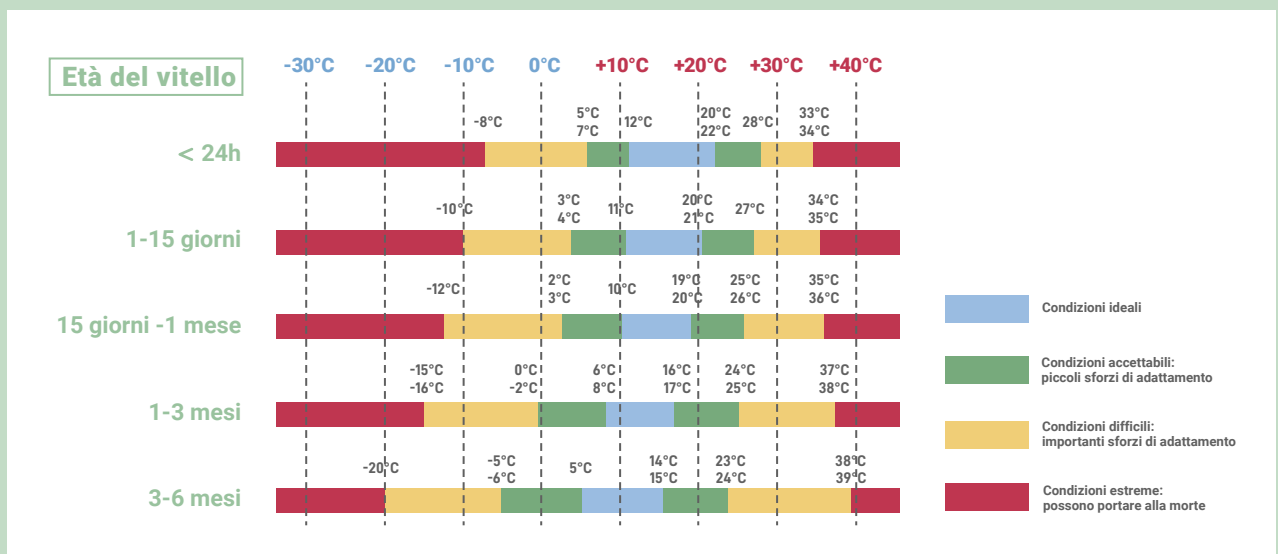 Età del vitello
-30°C -20°C -10°C 0°C +10°C +20°C +30°C +40°C
< 24h
-8°C 5°C 12°C 20°C 28°C 33°C
7°C 22°C 34°C
1-15 giorni
-10°C 3°C 11°C 20°C 27°C 34°C
4°C 21°C 35°C
15 giorni -1 mese
-12°C 2°C 10°C 19°C 25°C 35°C
3°C 20°C 26°C 36°C
1-3 mesi
-15°C 0°C 6°C 16°C 24°C 37°C
-16°C -2°C 8°C 17°C 25°C 38°C
3-6 mesi
-20°C -5°C 5°C 14°C 23°C 38°C
-6°C 15°C 24°C 39°C
Condizioni ideali
Condizioni accettabili:
piccoli sforzi di adattamento
Condizioni difficili:
importanti sforzi di adattamento
Condizioni estreme:
possono portare alla morte